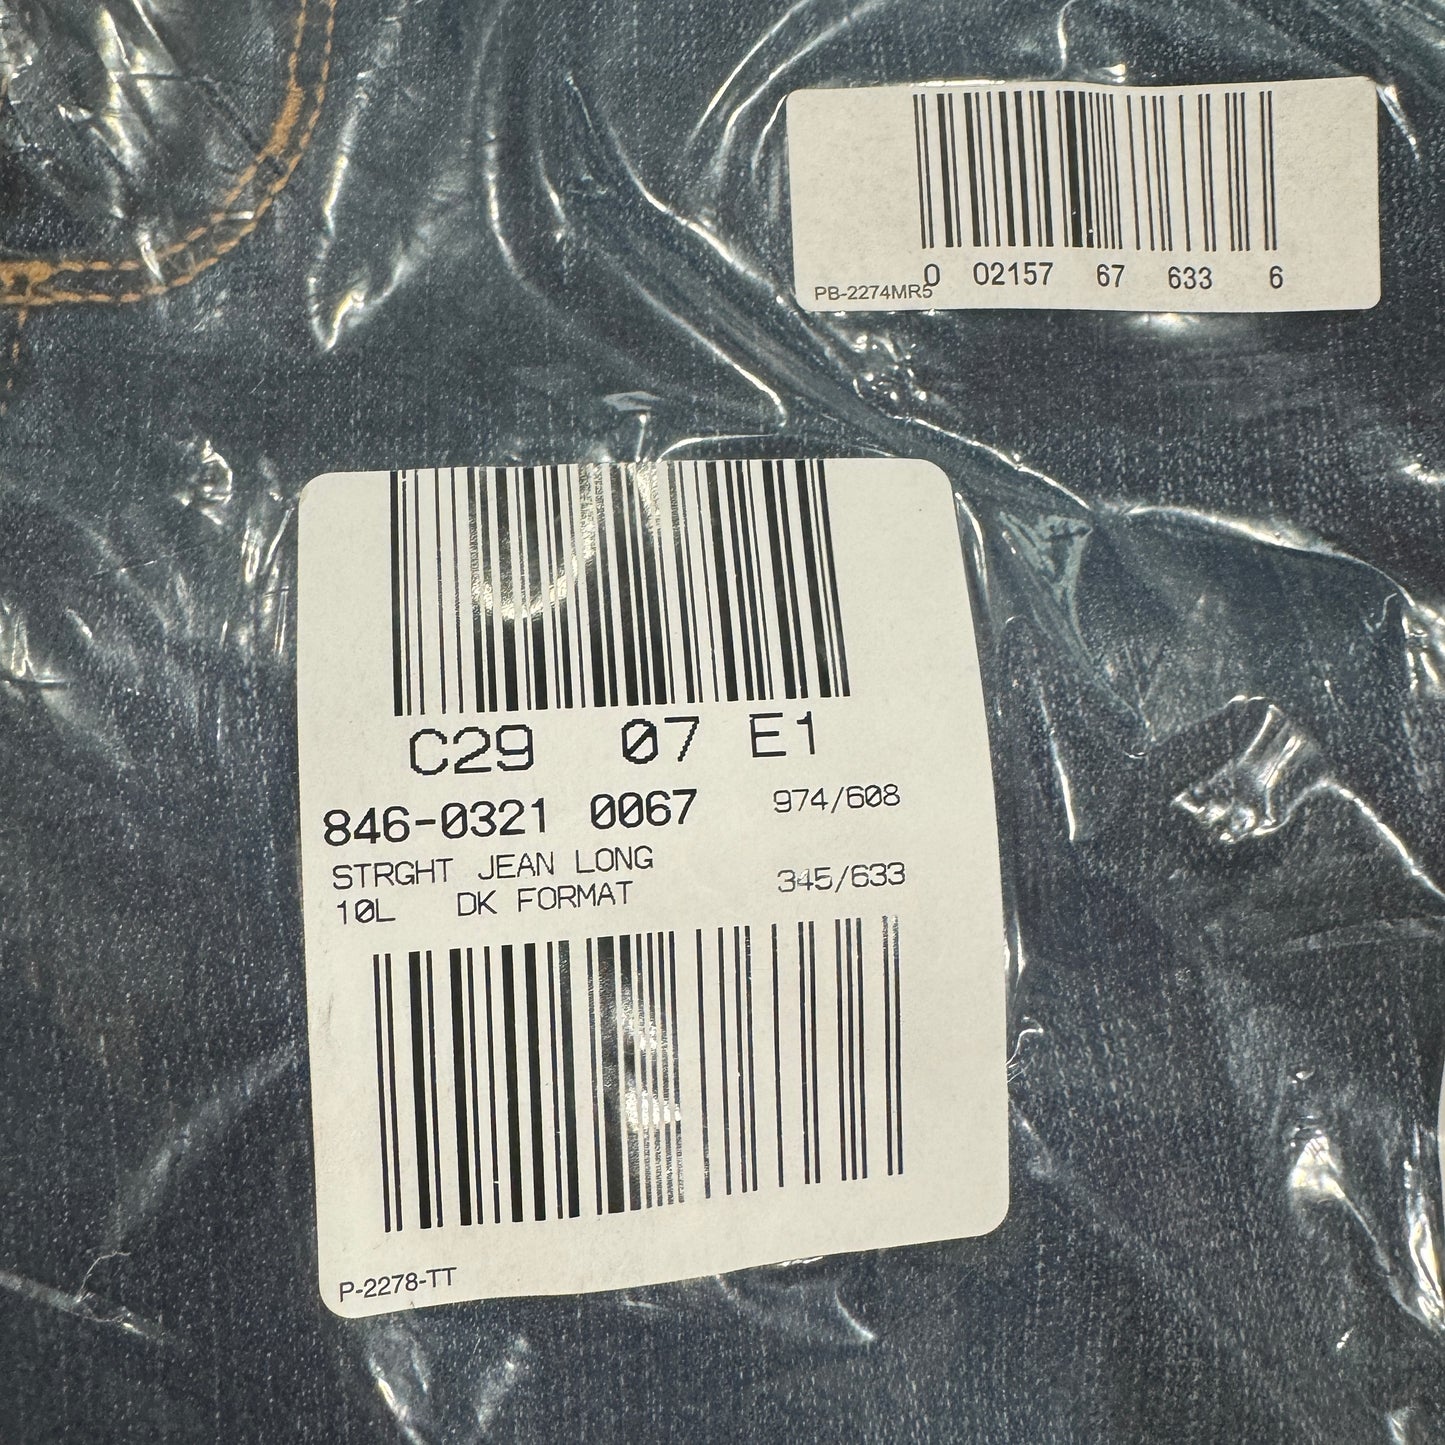 0 02157 67 633 6
PB-2274MR5
C29 07 E1
846-0321 0067 974/608
STRGHT JEAN LONG
10L DK FORMAT 345/633
P-2278-TT